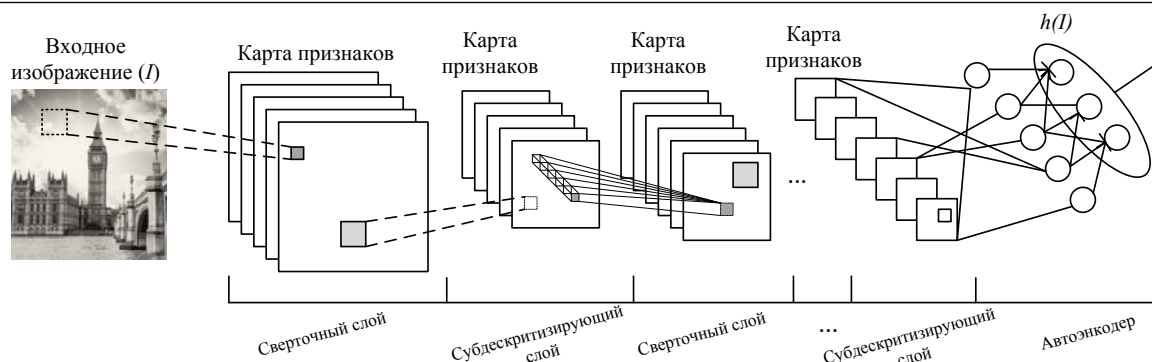 h(I)
Входное
изображение (I)
Карта признаков
Карта
признаков
Карта
признаков
Карта
признаков
...
Сверточный слой
Субдескритизирующий
слой
Сверточный слой
...
Субдескритизирующий
слой
Автоэнкодер